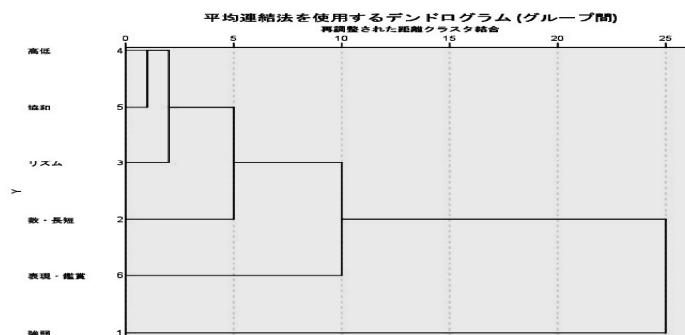 平均連結法を使用するデンドログラム (グループ間)
再調整された距離クラスタ結合
0 5 10 15 20 25
高低 4
協和 5
リズム 3
Y
数・長短 2
表現・鑑賞 6
1